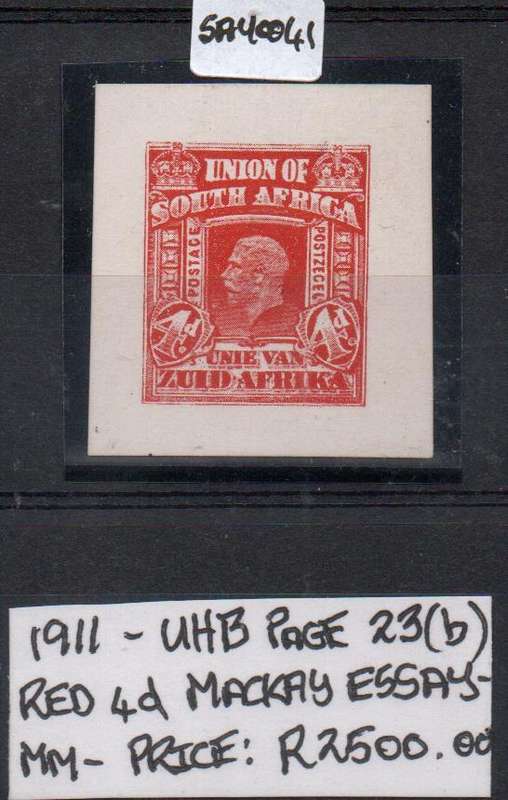 SAY0041
UNION OF
SOUTH AFRICA
POSTAGE
POSTZEGEL
4d.
4d.
UNIE VAN
ZUID AFRIKA
1911 - UHB PAGE 23(b)
RED 4d MACKAY ESSAY-
MM- PRICE: R2500.00